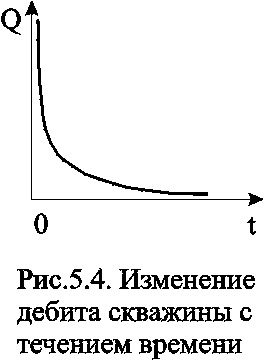 Q
0
t
Рис.5.4. Изменение
дебита скважины с
течением времени